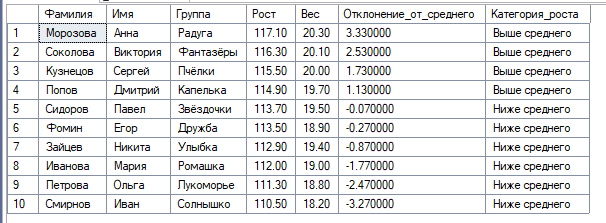 Фамилия Имя Группа Рост Вес Отклонение_от_среднего Категория_роста
1 Морозова Анна Радуга 117.10 20.30 3.330000 Выше среднего
2 Соколова Виктория Фантазёры 116.30 20.10 2.530000 Выше среднего
3 Кузнецов Сергей Пчёлки 115.50 20.00 1.730000 Выше среднего
4 Попов Дмитрий Капелька 114.90 19.70 1.130000 Выше среднего
5 Сидоров Павел Звёздочки 113.70 19.50 -0.070000 Ниже среднего
6 Фомин Егор Дружба 113.50 18.90 -0.270000 Ниже среднего
7 Зайцев Никита Улыбка 112.90 19.40 -0.870000 Ниже среднего
8 Иванова Мария Ромашка 112.00 19.00 -1.770000 Ниже среднего
9 Петрова Ольга Лукоморье 111.30 18.80 -2.470000 Ниже среднего
10 Смирнов Иван Солнышко 110.50 18.20 -3.270000 Ниже среднего